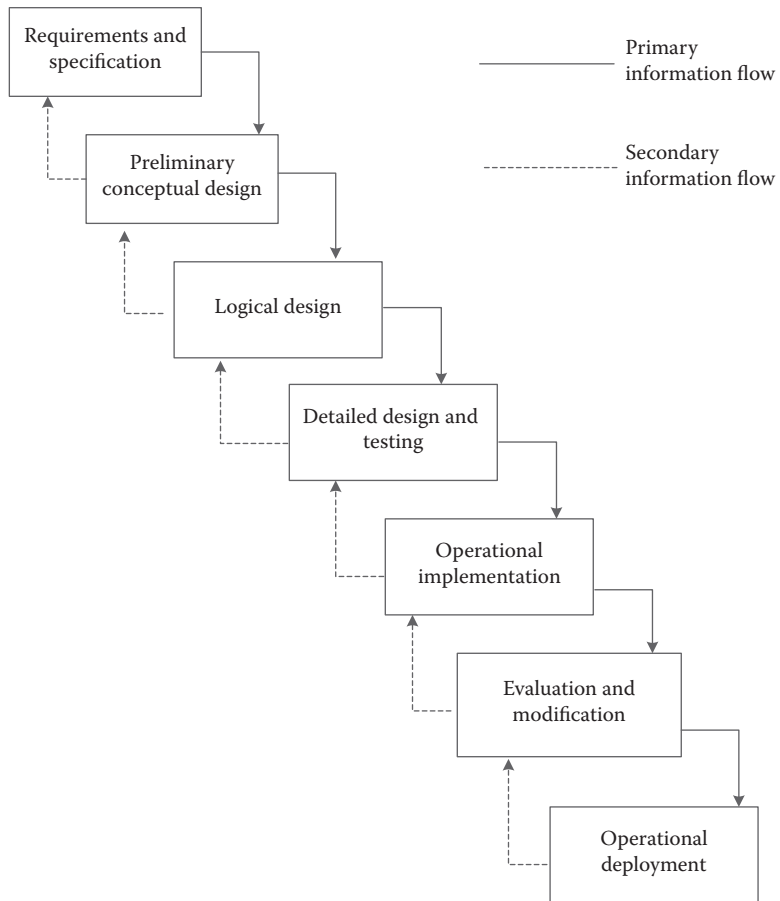 Requirements and
specification
Primary
information flow
Preliminary
conceptual design
Secondary
information flow
Logical design
Detailed design and
testing
Operational
implementation
Evaluation and
modification
Operational
deployment